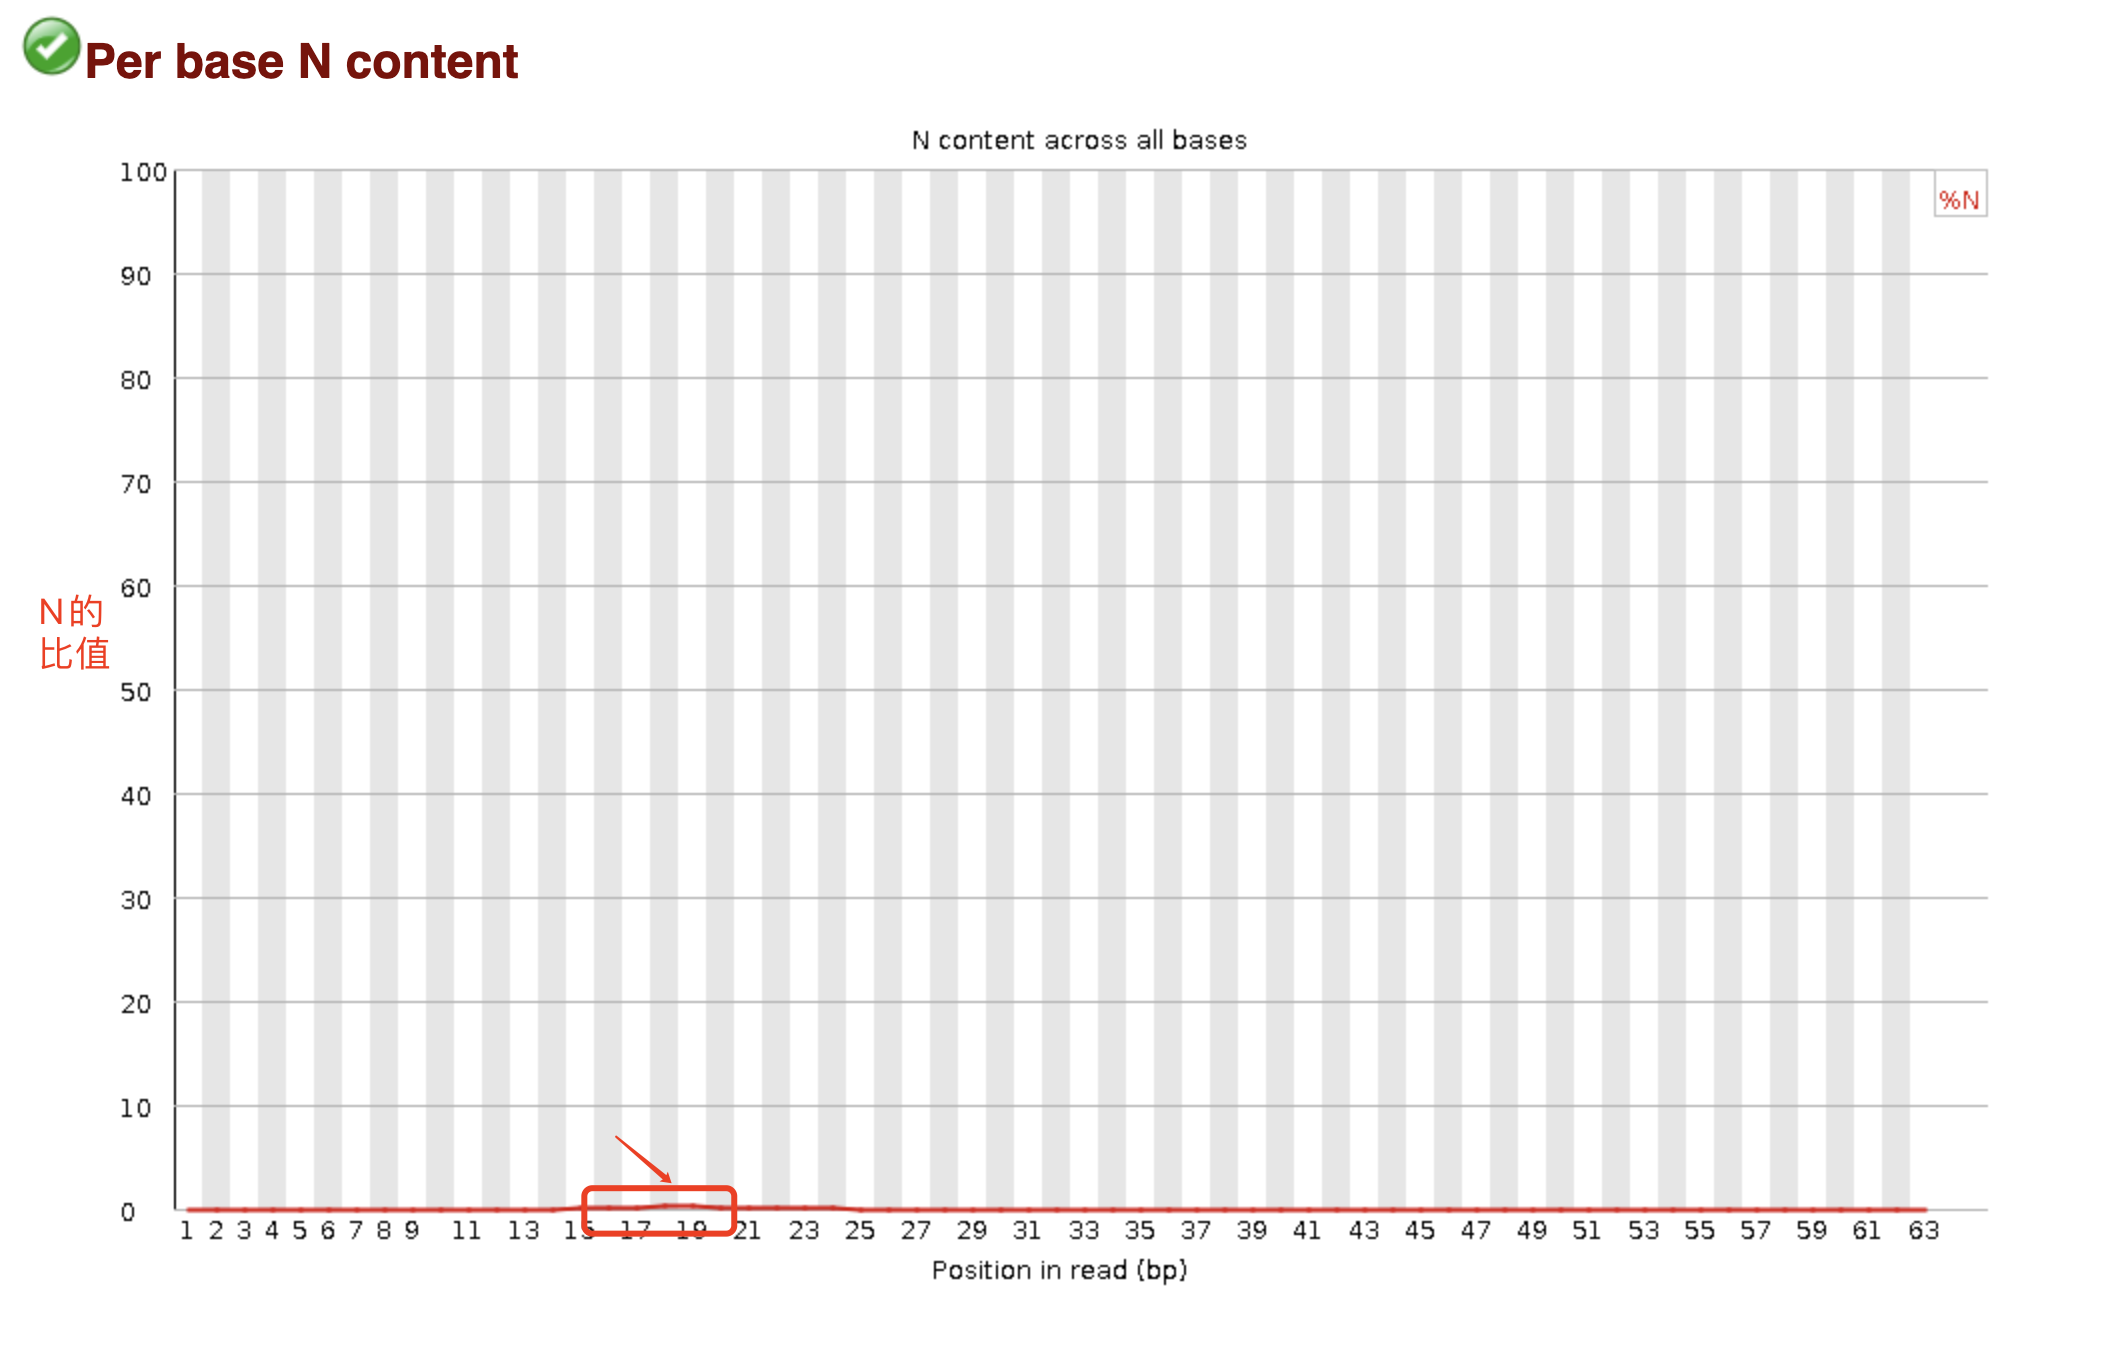 Per base N content
N content across all bases
%N
100
90
80
70
60
50
40
30
20
10
0
N的
比值
1 2 3 4 5 6 7 8 9 11 13 15 17 19 21 23 25 27 29 31 33 35 37 39 41 43 45 47 49 51 53 55 57 59 61 63
Position in read (bp)